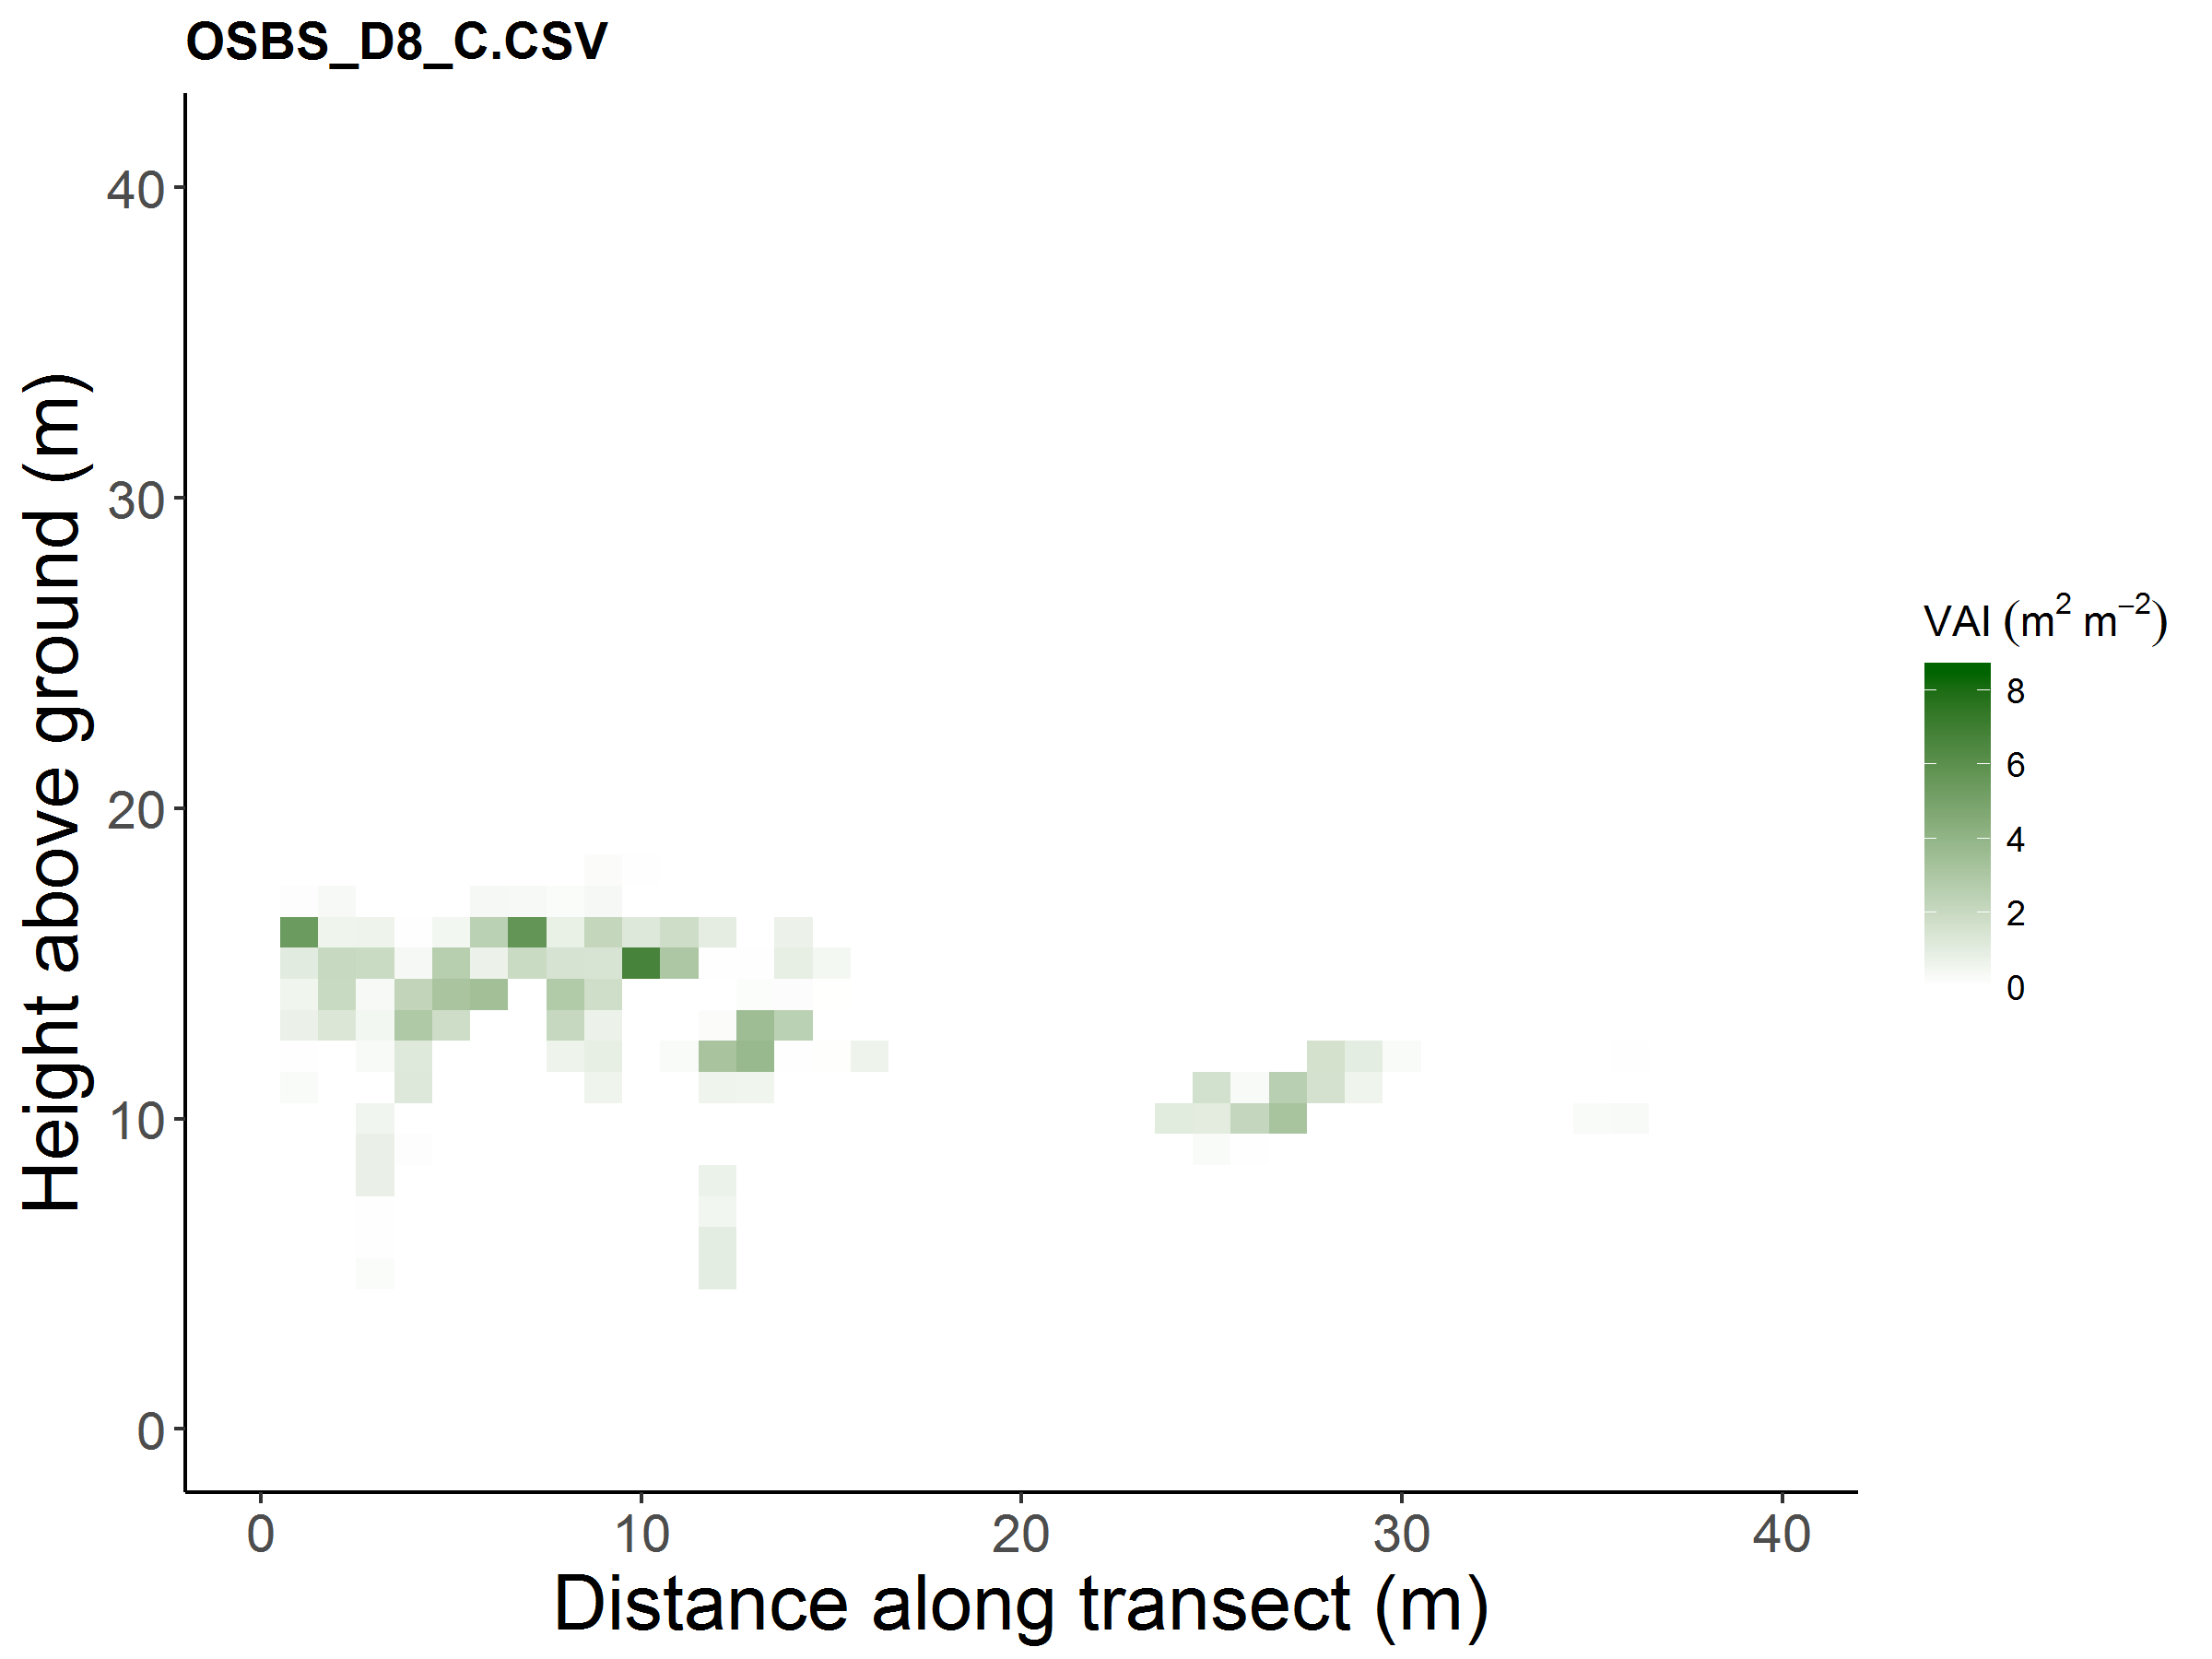 OSBS_D8_C.CSV
Height above ground (m)
40
30
20
10
0
0 10 20 30 40
Distance along transect (m)
VAI (m² m⁻²)
8
6
4
2
0